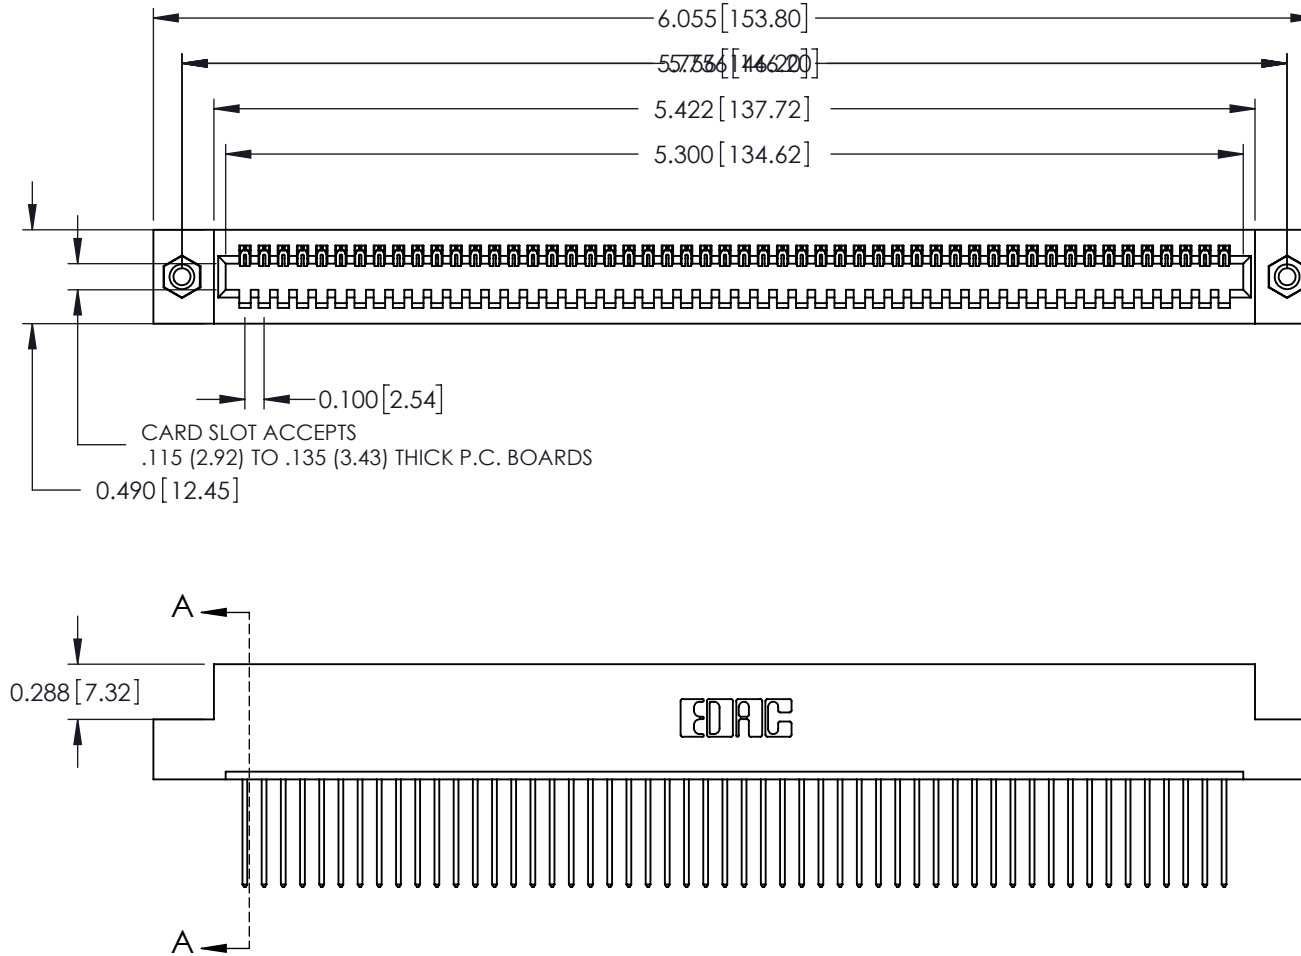 6.055 [153.80]
5.422 [137.72]
5.300 [134.62]
0.100 [2.54]
CARD SLOT ACCEPTS
.115 (2.92) TO .135 (3.43) THICK P.C. BOARDS
0.490 [12.45]
A
0.288 [7.32]
EDAC
A